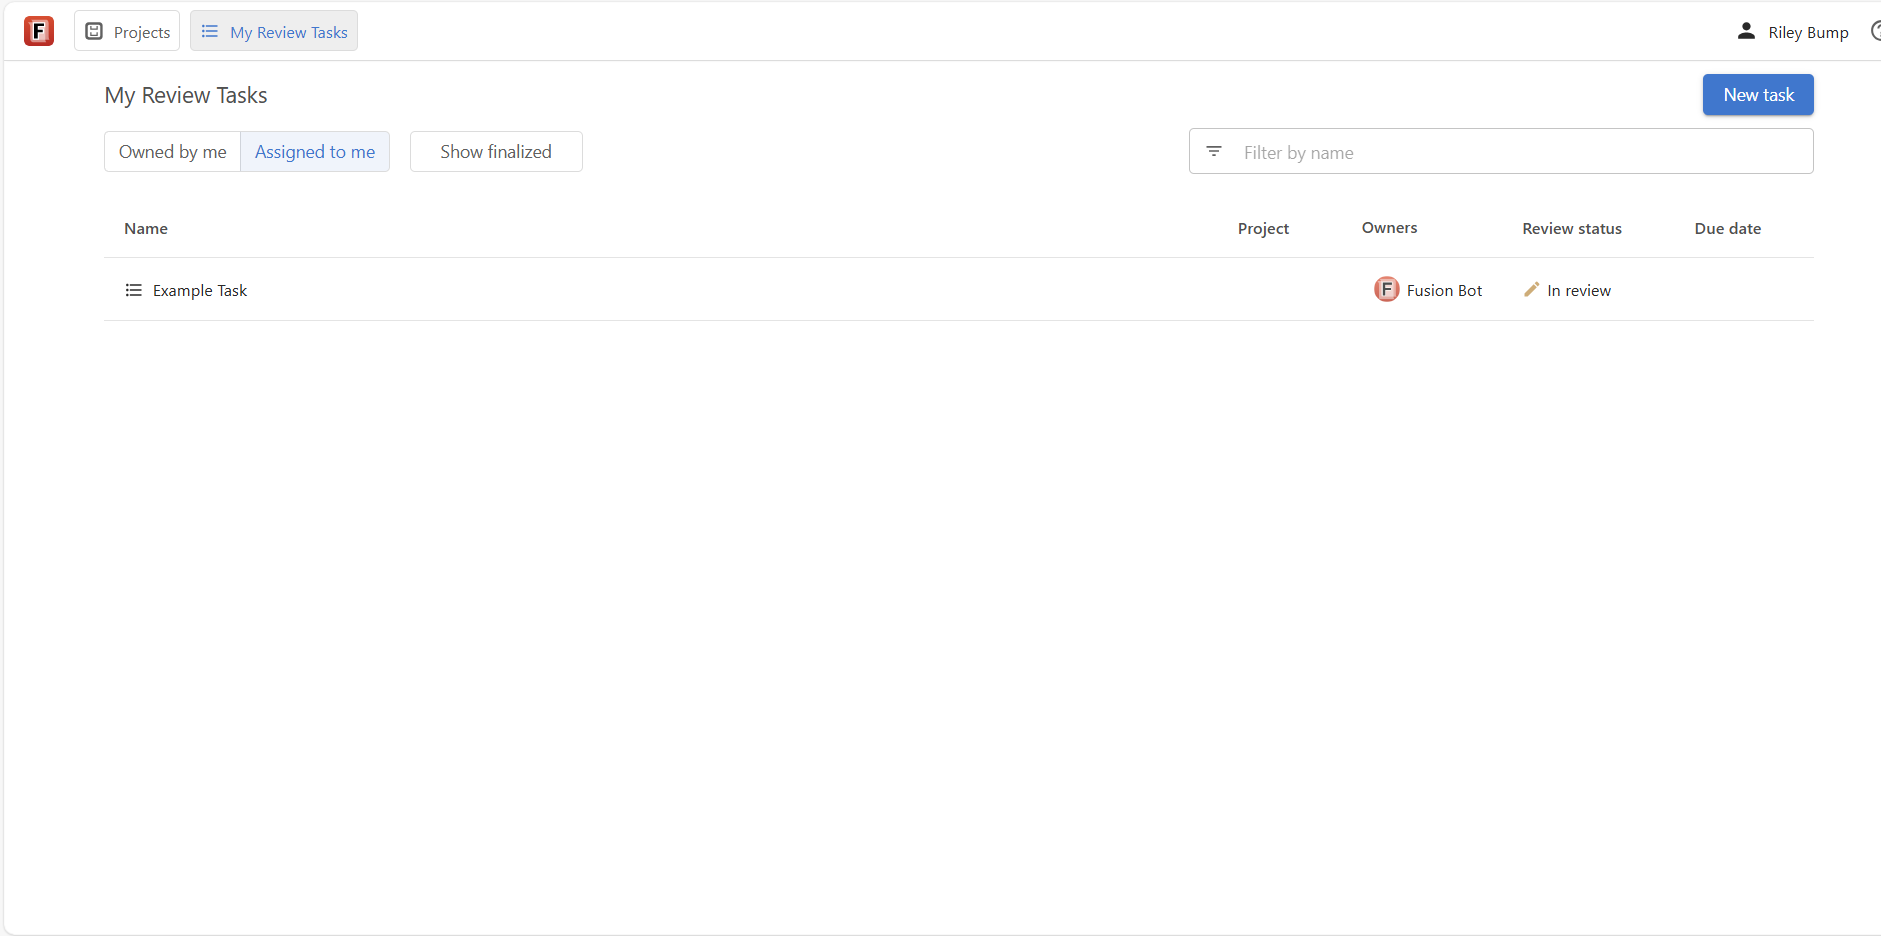 F Projects My Review Tasks Riley Bump
My Review Tasks New task
Owned by me Assigned to me Show finalized Filter by name
Name Project Owners Review status Due date
Example Task F Fusion Bot In review